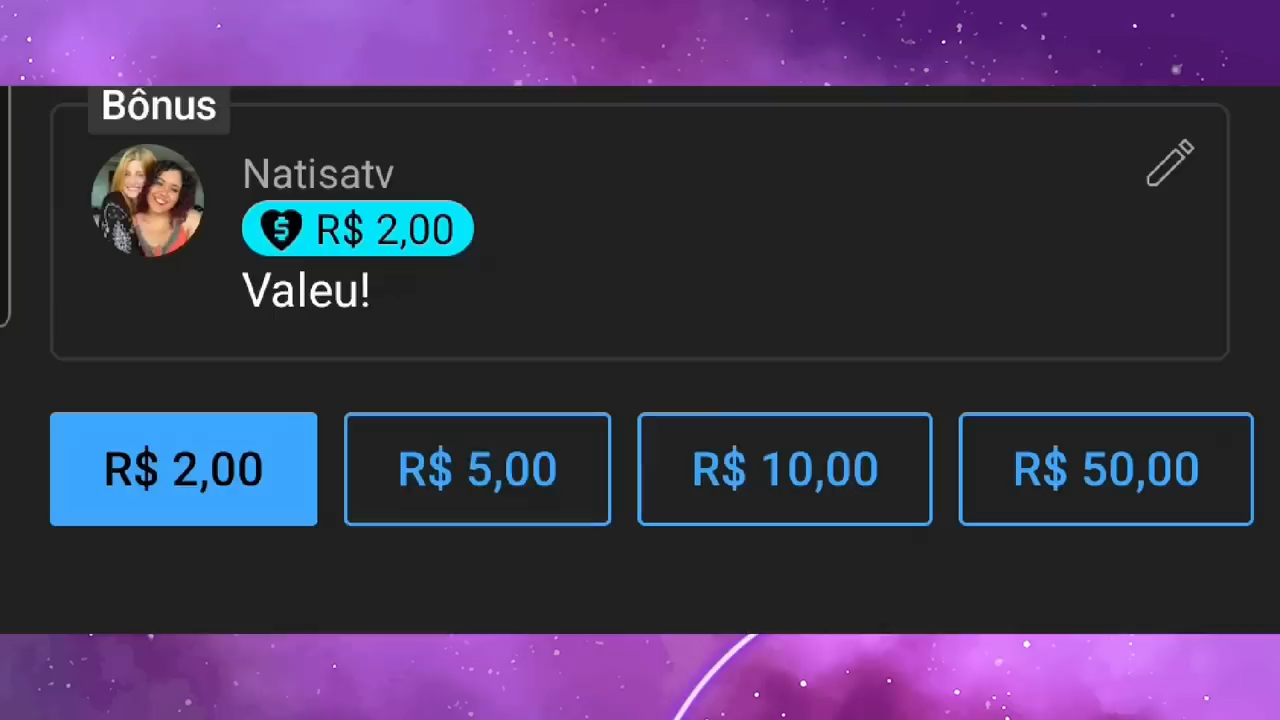 Bônus
Natisatv
R$ 2,00
Valeu!
R$ 2,00 R$ 5,00 R$ 10,00 R$ 50,00